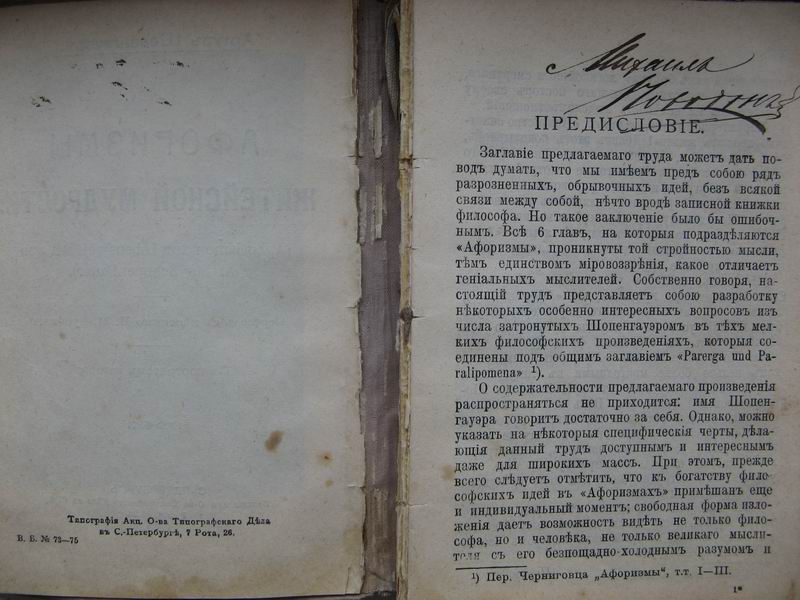 Типографія Акц. О-ва Типографскаго Дѣла
въ С.-Петербургѣ, 7 Рота, 26.
В. Б. № 73—75
Михаилъ
ПРЕДИСЛОВІЕ.
Заглавіе предлагаемаго труда можетъ дать по-
водъ думать, что мы имѣемъ предъ собою рядъ
разрозненныхъ, обрывочныхъ идей, безъ всякой
связи между собой, нѣчто вродѣ записной книжки
философа. Но такое заключеніе было бы ошибоч-
нымъ. Всѣ 6 главъ, на которыя подраздѣляются
«Афоризмы», проникнуты той стройностью мысли,
тѣмъ единствомъ міровоззрѣнія, какое отличаетъ
геніальныхъ мыслителей. Собственно говоря, на-
стоящій трудъ представляетъ собою разработку
нѣкоторыхъ особенно интересныхъ вопросовъ изъ
числа затронутыхъ Шопенгауэромъ въ тѣхъ мел-
кихъ философскихъ произведеніяхъ, которыя со-
единены подъ общимъ заглавіемъ «Parerga und Pa-
ralipomena» ¹).
О содержательности предлагаемаго произведенія
распространяться не приходится: имя Шопен-
гауэра говоритъ достаточно за себя. Однако, можно
указать на нѣкоторыя специфическія черты, дѣла-
ющія данный трудъ доступнымъ и интереснымъ
даже для широкихъ массъ. При этомъ, прежде
всего слѣдуетъ отмѣтить, что къ богатству фило-
софскихъ идей въ «Афоризмахъ» примѣшанъ еще
и индивидуальный моментъ; свободная форма изло-
женія даетъ возможность видѣть не только фило-
софа, но и человѣка, не только великаго мысли-
теля съ его безпощадно-холоднымъ разумомъ и
¹) Пер. Черниговца „Афоризмы“, т.т. I—III.
1*